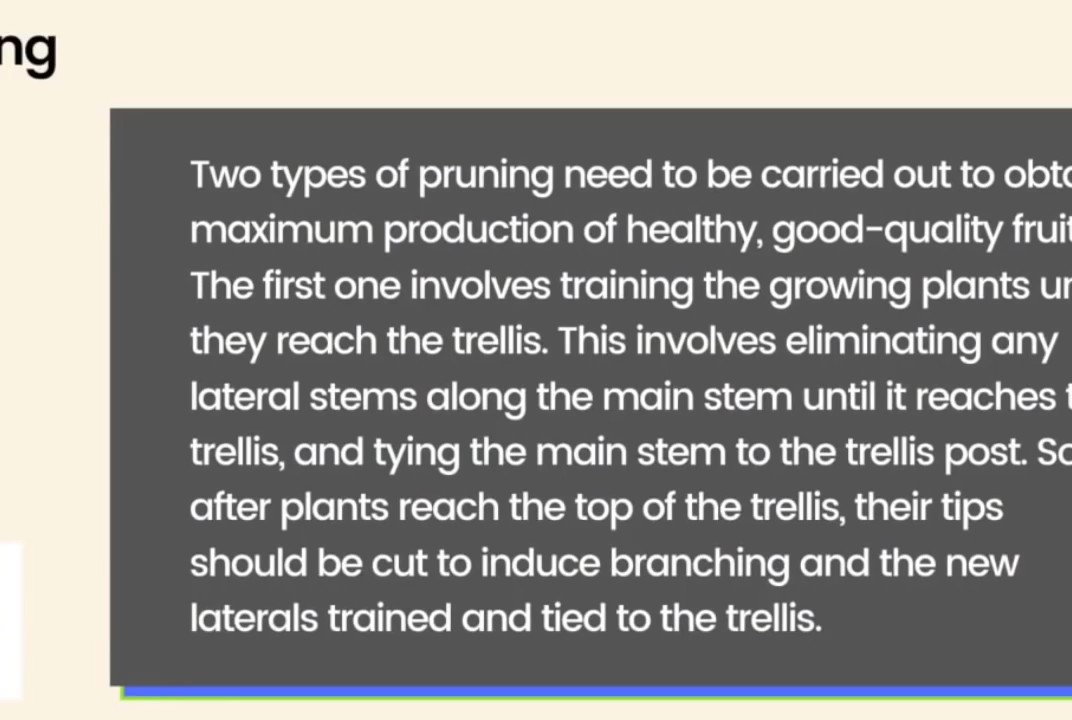 ng
Two types of pruning need to be carried out to
maximum production of healthy, good-quality fruit
The first one involves training the growing plants
they reach the trellis. This involves eliminating any
lateral stems along the main stem until it reaches
trellis, and tying the main stem to the trellis post.
after plants reach the top of the trellis, their tips
should be cut to induce branching and the new
laterals trained and tied to the trellis.